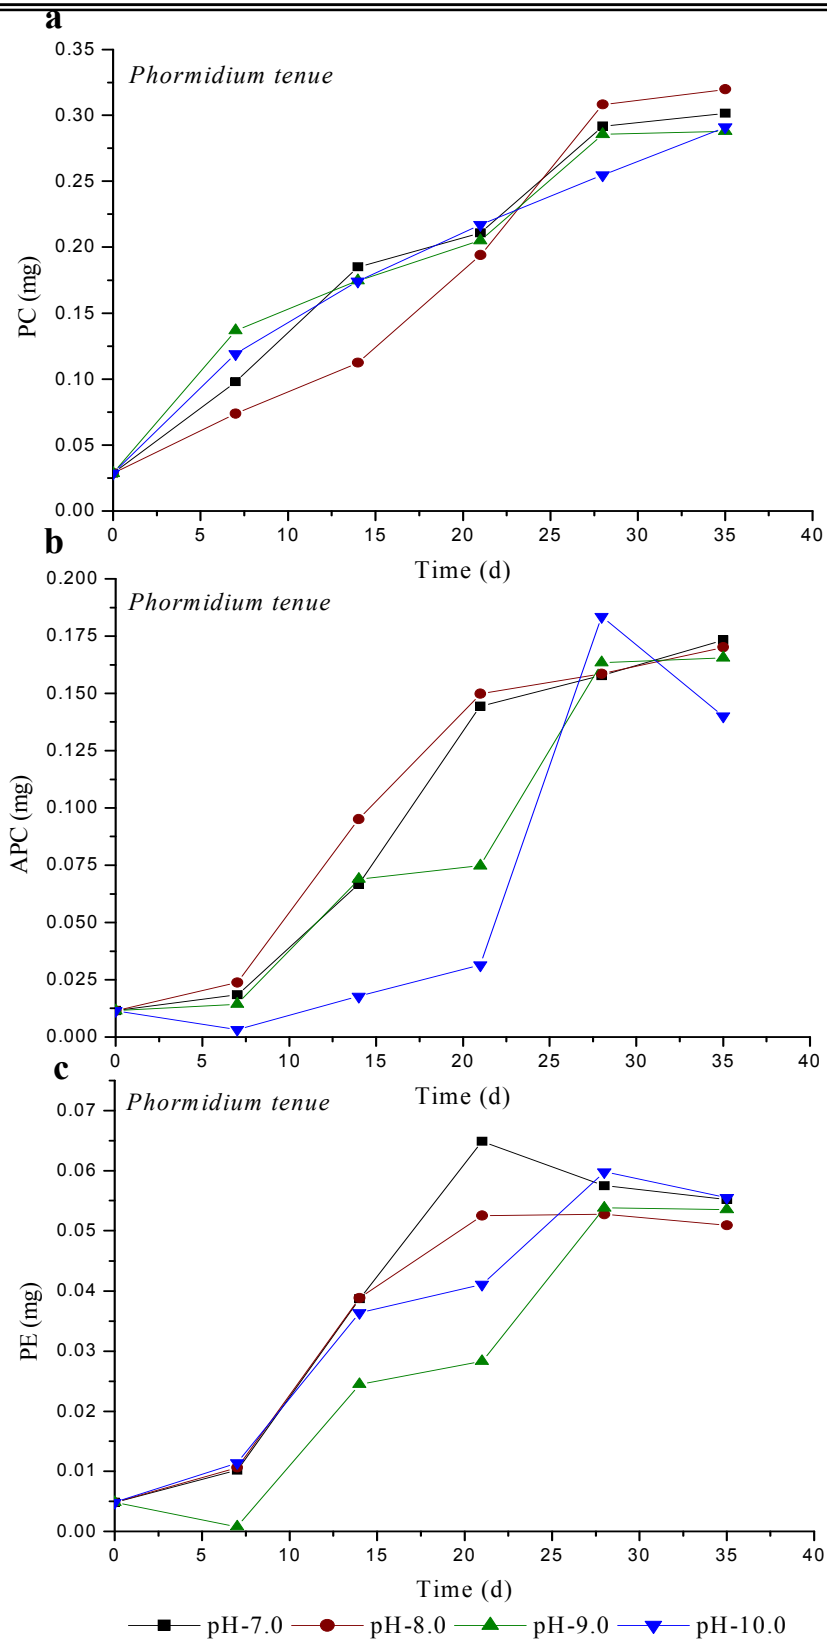 a
0.35
Phormidium tenue
0.30
0.25
0.20
PC (mg)
0.15
0.10
0.05
0.00
0 5 10 15 20 25 30 35 40
Time (d)
b
0.200
Phormidium tenue
0.175
0.150
0.125
0.100
APC (mg)
0.075
0.050
0.025
0.000
0 5 10 15 20 25 30 35 40
Time (d)
c
Phormidium tenue
0.07
0.06
0.05
0.04
PE (mg)
0.03
0.02
0.01
0.00
0 5 10 15 20 25 30 35 40
Time (d)
pH-7.0 pH-8.0 pH-9.0 pH-10.0